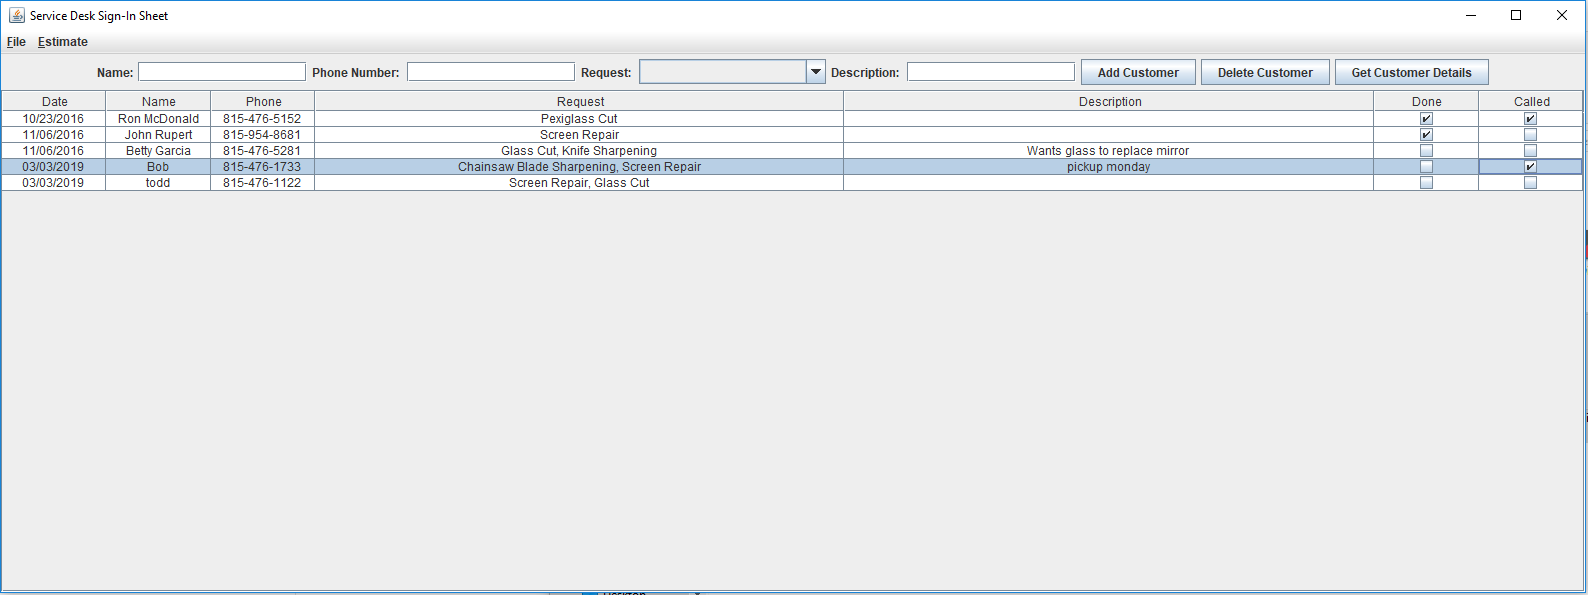 Service Desk Sign-In Sheet
File Estimate
Name: Phone Number: Request: Description: Add Customer Delete Customer Get Customer Details
Date Name Phone Request Description Done Called
10/23/2016 Ron McDonald 815-476-5152 Pexiglass Cut
11/06/2016 John Rupert 815-954-8681 Screen Repair
11/06/2016 Betty Garcia 815-476-5281 Glass Cut, Knife Sharpening Wants glass to replace mirror
03/03/2019 Bob 815-476-1733 Chainsaw Blade Sharpening, Screen Repair pickup monday
03/03/2019 todd 815-476-1122 Screen Repair, Glass Cut